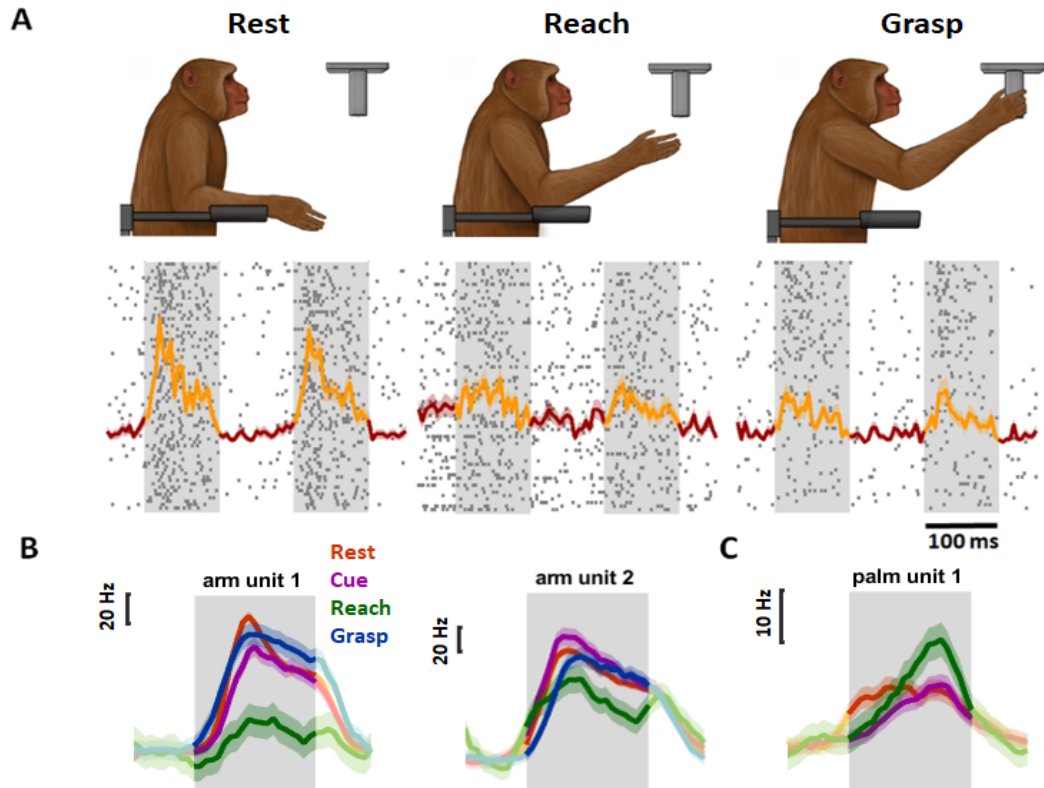 A
Rest
Reach
Grasp
100 ms
B
C
Rest
Cue
Reach
Grasp
arm unit 1
arm unit 2
palm unit 1
20 Hz
20 Hz
10 Hz